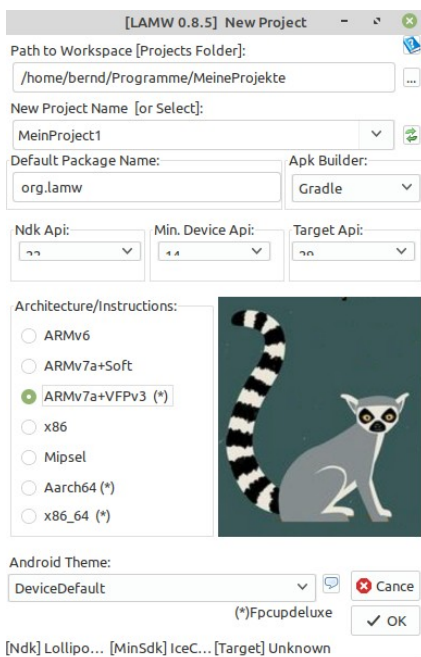 [LAMW 0.8.5] New Project
Path to Workspace [Projects Folder]:
/home/bernd/Programme/MeineProjekte
...
New Project Name [or Select]:
MeinProject1
Default Package Name:
Apk Builder:
org.lamw
Gradle
Ndk Api:
Min. Device Api:
Target Api:
Architecture/Instructions:
ARMv6
ARMv7a+Soft
ARMv7a+VFPv3 (*)
x86
Mipsel
Aarch64 (*)
x86_64 (*)
Android Theme:
DeviceDefault
Cance
(*)Fpcupdeluxe
OK
[Ndk] Lollipo... [MinSdk] IceC... [Target] Unknown